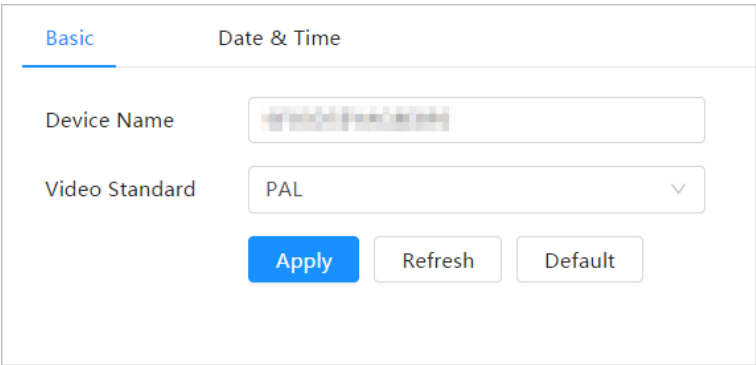 Basic Date & Time
Device Name
Video Standard PAL
Apply Refresh Default